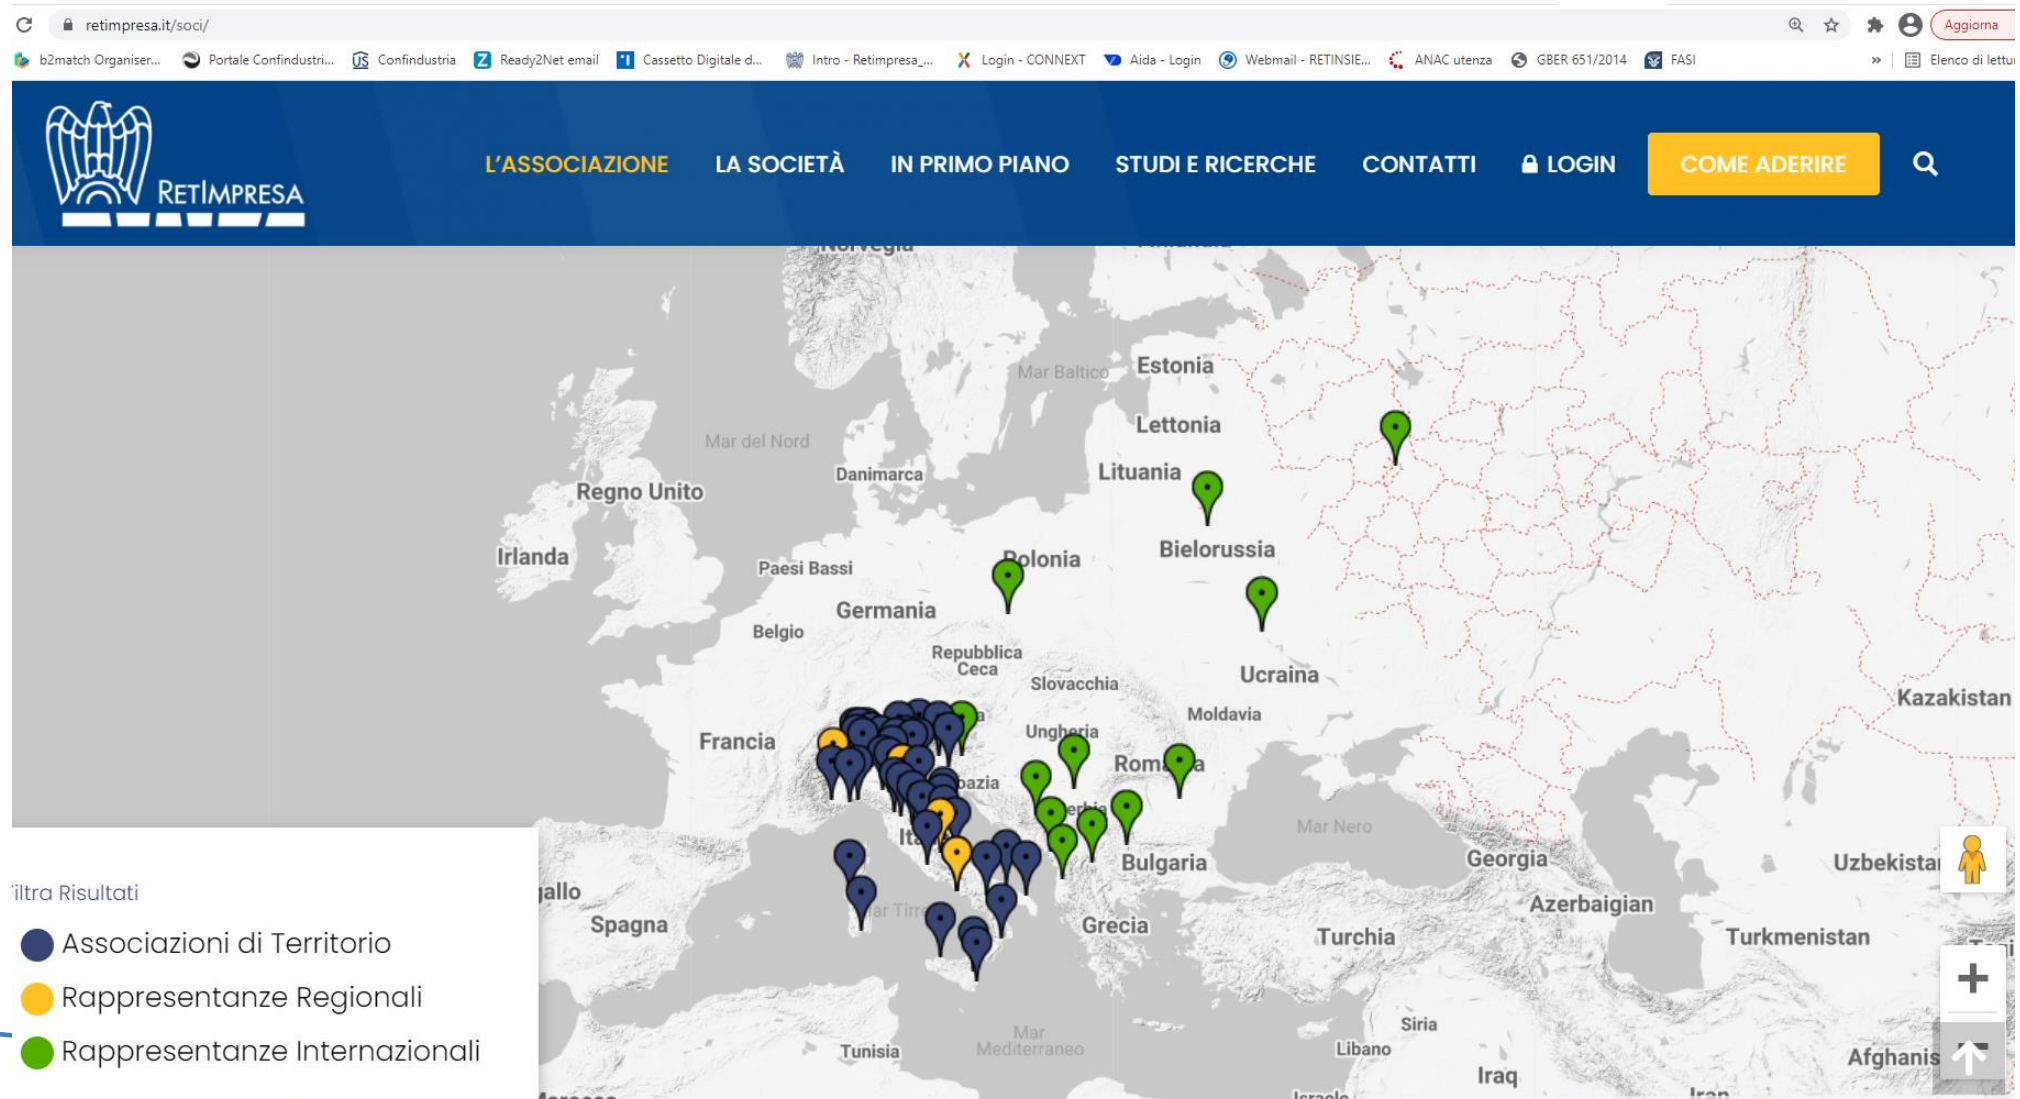 retimpresa.it/soci/
Aggiorna
b2match Organiser... Portale Confindustri... Confindustria Ready2Net email Cassetto Digitale d... Intro - Retimpresa_... Login - CONNEXT Aida - Login Webmail - RETINSIE... ANAC utenza GBER 651/2014 FASI » Elenco di lettu
RETIMPRESA
L'ASSOCIAZIONE LA SOCIETÀ IN PRIMO PIANO STUDI E RICERCHE CONTATTI LOGIN COME ADERIRE
Norvegia
Estonia
Mar Baltico
Lettonia
Mar del Nord
Danimarca
Lituania
Regno Unito
Bielorussia
Irlanda
Polonia
Paesi Bassi
Germania
Belgio
Repubblica
Ceca
Slovacchia
Ucraina
Kazakistan
Moldavia
Francia
Ungheria
Mar Nero
Bulgaria
Georgia
Uzbekista
gallo
Azerbaigian
Spagna
Grecia
Turchia
Turkmenistan
iltra Risultati
Associazioni di Territorio
Rappresentanze Regionali
Rappresentanze Internazionali
Siria
Mar
Mediterraneo
Tunisia
Libano
Afghanis
Iraq